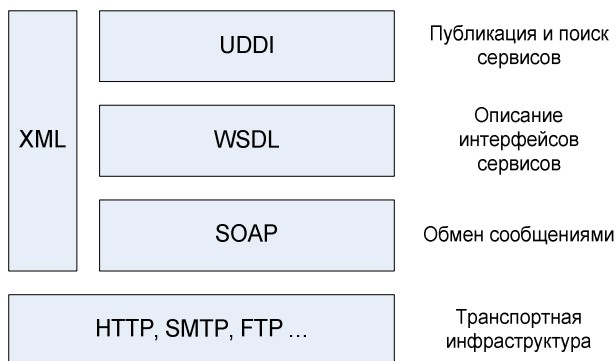 XML
UDDI
Публикация и поиск
сервисов
WSDL
Описание
интерфейсов
сервисов
SOAP
Обмен сообщениями
HTTP, SMTP, FTP ...
Транспортная
инфраструктура